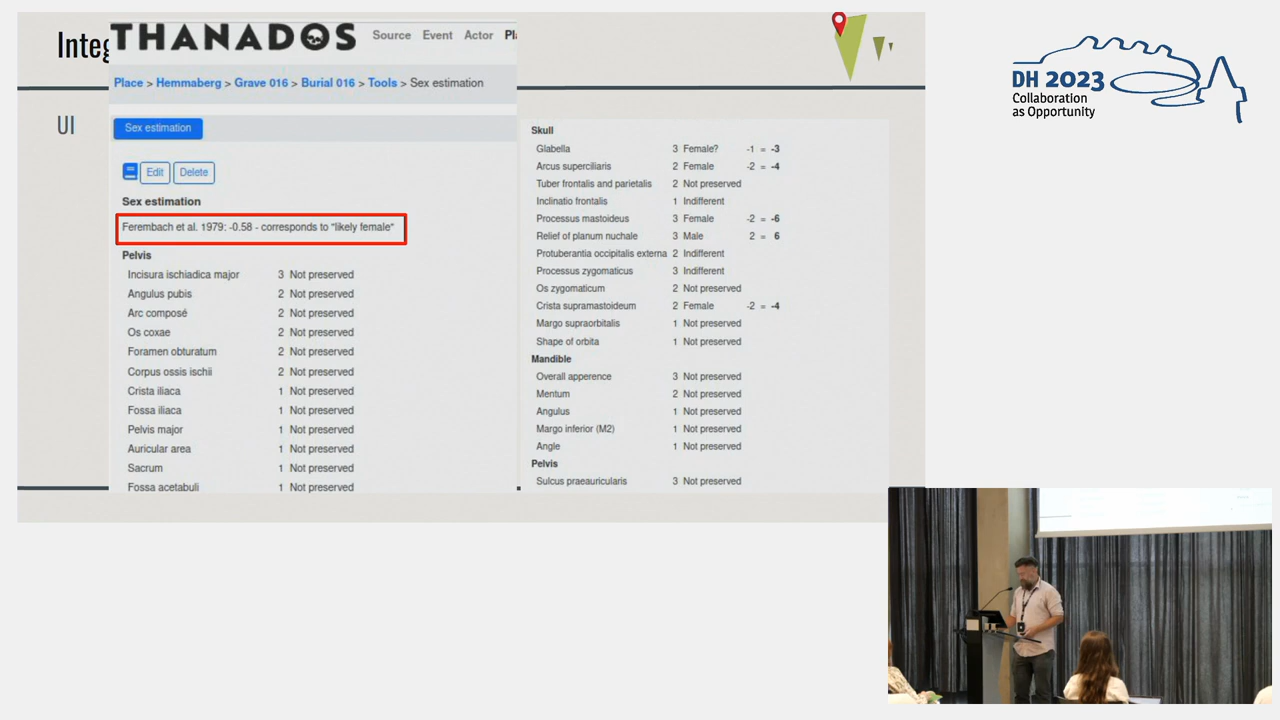 Integ
THANADOS
Source Event Actor Pl
Place > Hemmaberg > Grave 016 > Burial 016 > Tools > Sex estimation
UI
Sex estimation
Edit Delete
Sex estimation
Ferembach et al. 1979: -0.58 - corresponds to "likely female"
Pelvis
Incisura ischiadica major 3 Not preserved
Angulus pubis 2 Not preserved
Arc composé 2 Not preserved
Os coxae 2 Not preserved
Foramen obturatum 2 Not preserved
Corpus ossis ischii 2 Not preserved
Crista iliaca 1 Not preserved
Fossa iliaca 1 Not preserved
Pelvis major 1 Not preserved
Auricular area 1 Not preserved
Sacrum 1 Not preserved
Fossa acetabuli 1 Not preserved
Skull
Glabella 3 Female? -1 = -3
Arcus superciliaris 2 Female -2 = -4
Tuber frontalis and parietalis 2 Not preserved
Inclinatio frontalis 1 Indifferent
Processus mastoideus 3 Female -2 = -6
Relief of planum nuchale 3 Male 2 = 6
Protuberantia occipitalis externa 2 Indifferent
Processus zygomaticus 3 Indifferent
Os zygomaticum 2 Not preserved
Crista supramastoideum 2 Female -2 = -4
Margo supraorbitalis 1 Not preserved
Shape of orbita 1 Not preserved
Mandible
Overall apperence 3 Not preserved
Mentum 2 Not preserved
Angulus 1 Not preserved
Margo inferior (M2) 1 Not preserved
Angle 1 Not preserved
Pelvis
Sulcus praeauricularis 3 Not preserved
DH 2023
Collaboration
as Opportunity